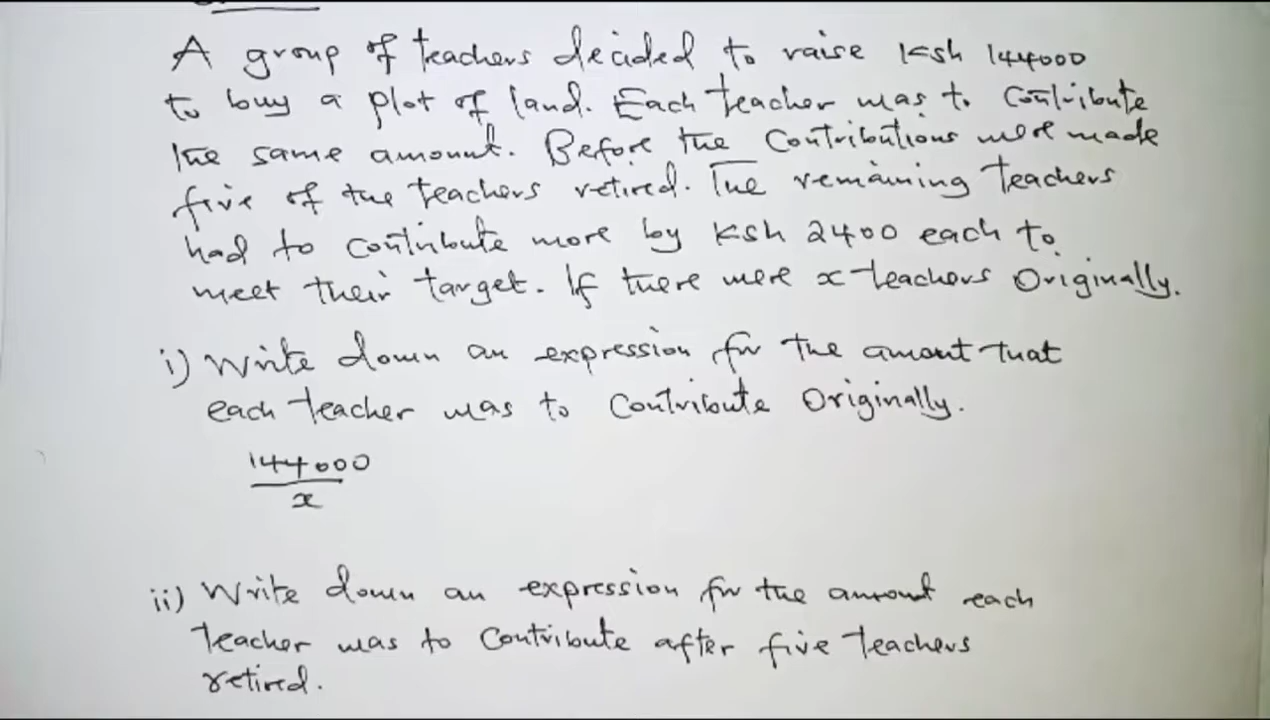 A group of teachers decided to raise Ksh 144000
to buy a plot of land. Each teacher was to Contribute
the same amount. Before the Contributions were made
five of the teachers retired. The remaining teachers
had to contribute more by Ksh 2400 each to
meet their target. If there were x teachers Originally.
i) Write down an expression for the amount that
each teacher was to Contribute Originally.
144000
x
ii) Write down an expression for the amount each
teacher was to Contribute after five teachers
retired.